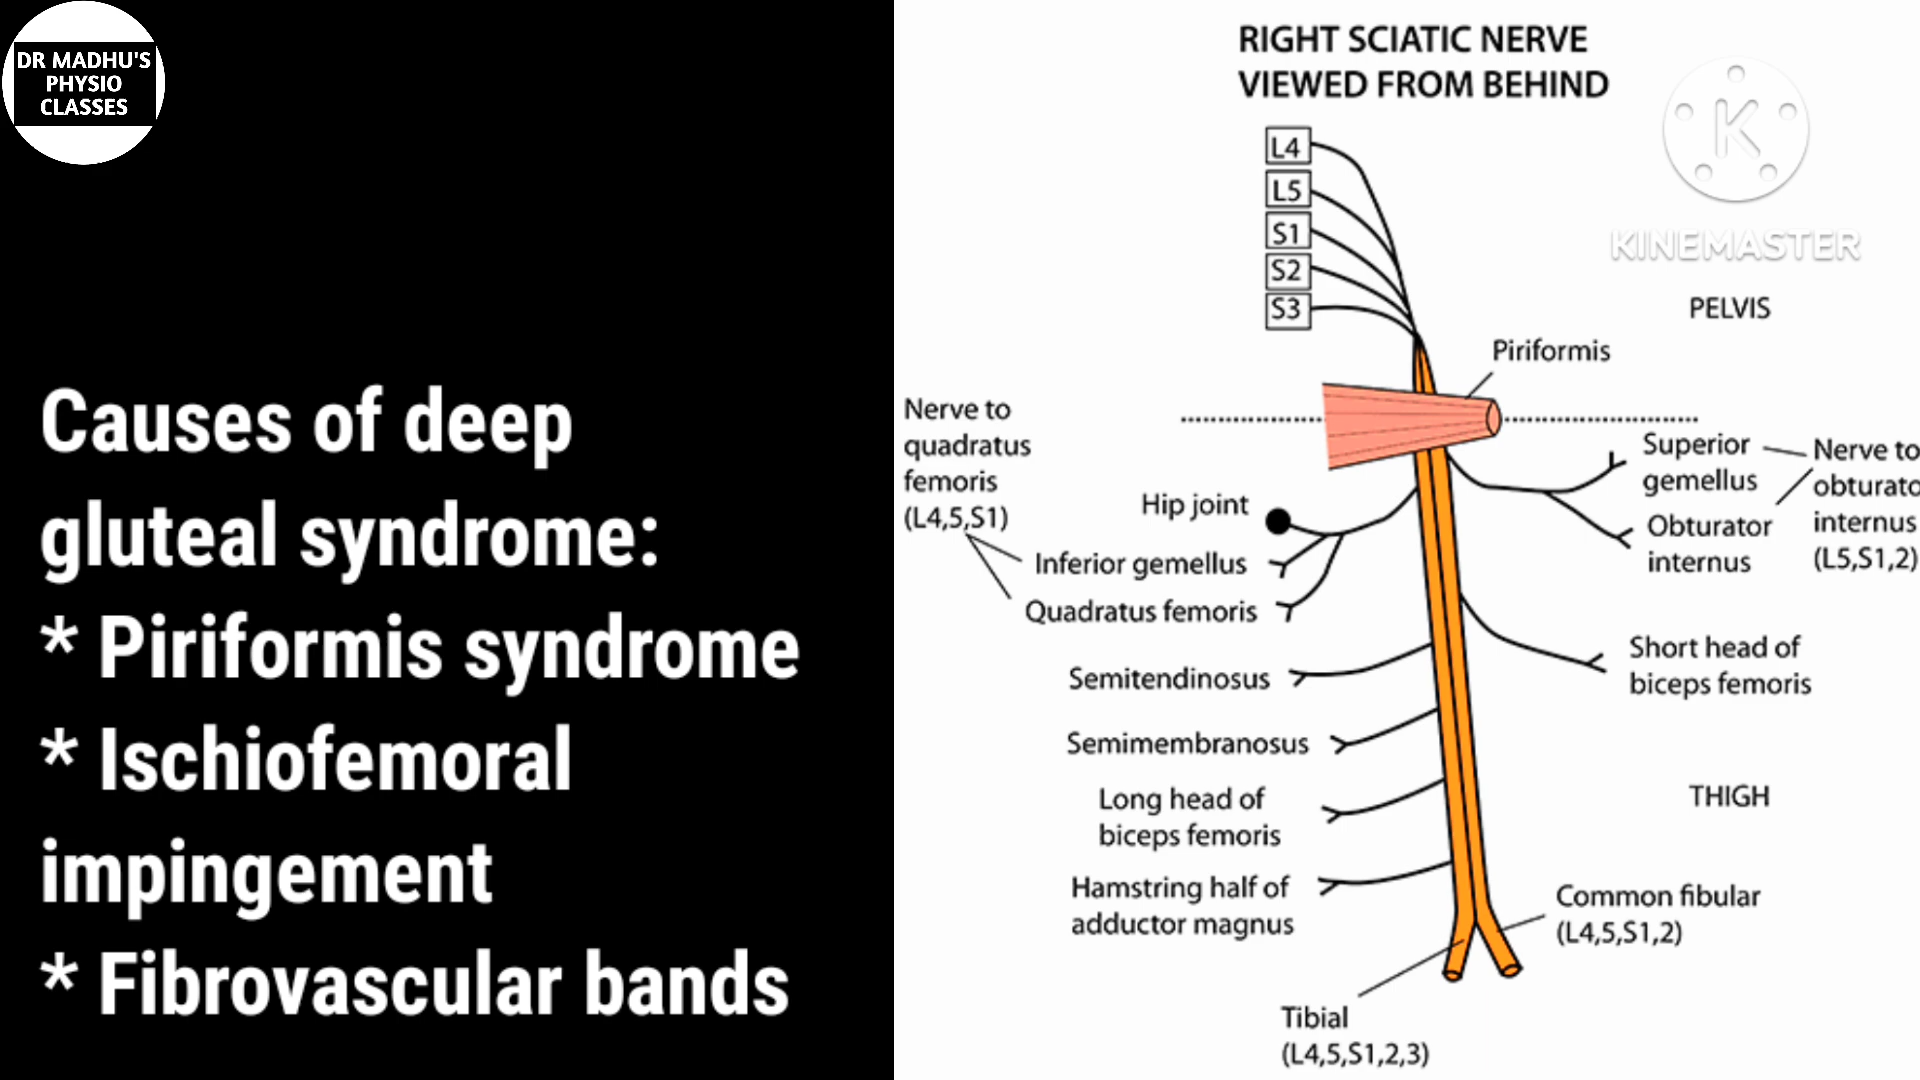 DR MADHU'S
PHYSIO
CLASSES
Causes of deep
gluteal syndrome:
* Piriformis syndrome
* Ischiofemoral
impingement
* Fibrovascular bands
RIGHT SCIATIC NERVE
VIEWED FROM BEHIND
L4
L5
S1
S2
S3
K
KINEMASTER
PELVIS
Piriformis
Nerve to
quadratus
femoris
(L4,5,S1)
Hip joint
Inferior gemellus
Quadratus femoris
Superior
gemellus
Obturator
internus
Nerve to
obturato
internus
(L5,S1,2)
Semitendinosus
Short head of
biceps femoris
Semimembranosus
Long head of
biceps femoris
THIGH
Hamstring half of
adductor magnus
Common fibular
(L4,5,S1,2)
Tibial
(L4,5,S1,2,3)